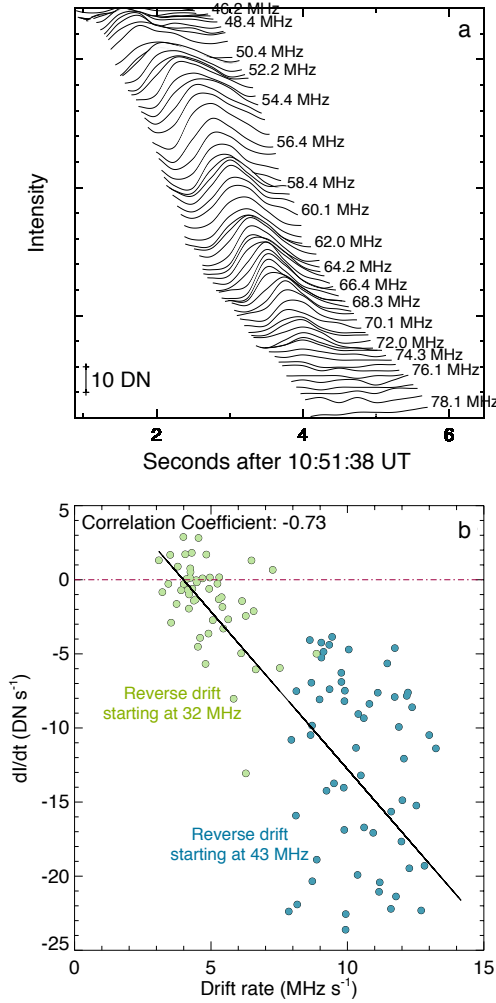 a
46.2 MHz
48.4 MHz
50.4 MHz
52.2 MHz
54.4 MHz
56.4 MHz
58.4 MHz
60.1 MHz
62.0 MHz
64.2 MHz
66.4 MHz
68.3 MHz
70.1 MHz
72.0 MHz
74.3 MHz
76.1 MHz
78.1 MHz
Intensity
10 DN
2 4 6
Seconds after 10:51:38 UT
Correlation Coefficient: -0.73
b
5
0
-5
-10
-15
-20
-25
dI/dt (DN s⁻¹)
Reverse drift
starting at 32 MHz
Reverse drift
starting at 43 MHz
0 5 10 15
Drift rate (MHz s⁻¹)